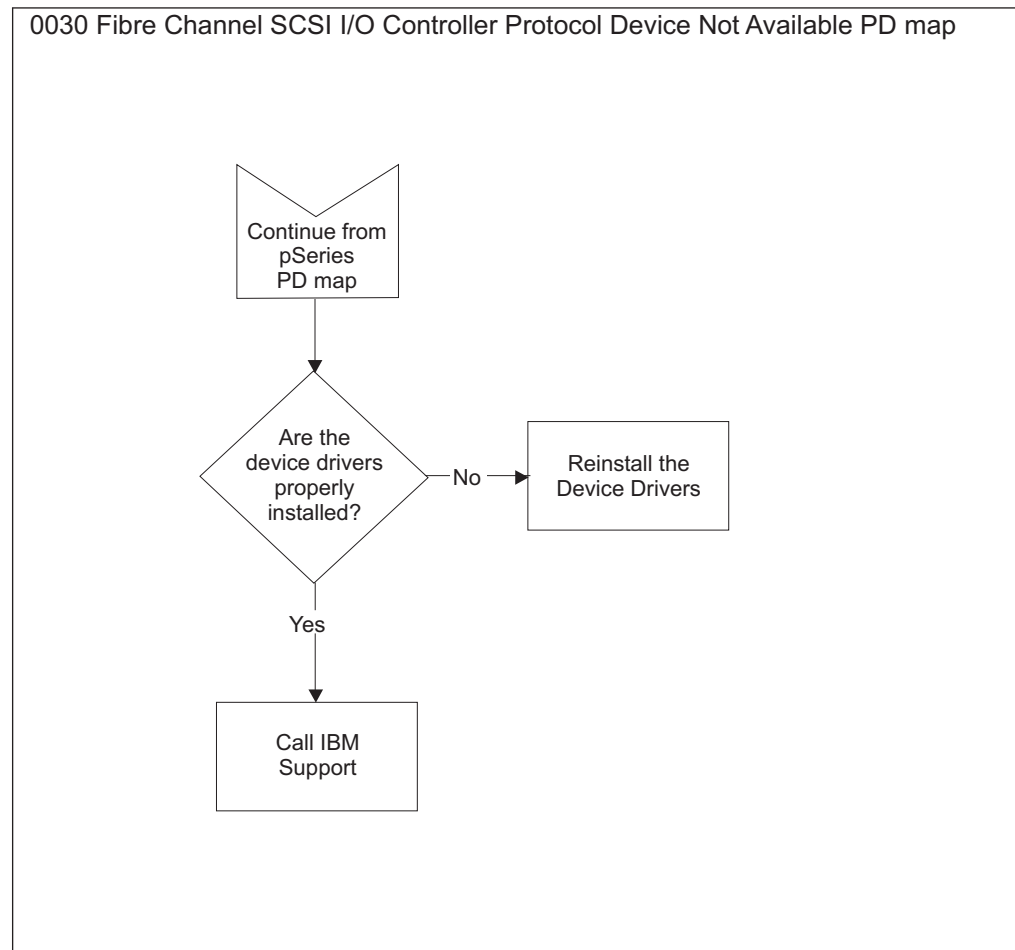 0030 Fibre Channel SCSI I/O Controller Protocol Device Not Available PD map
Continue from
pSeries
PD map
Are the
device drivers
properly
installed?
No
Reinstall the
Device Drivers
Yes
Call IBM
Support